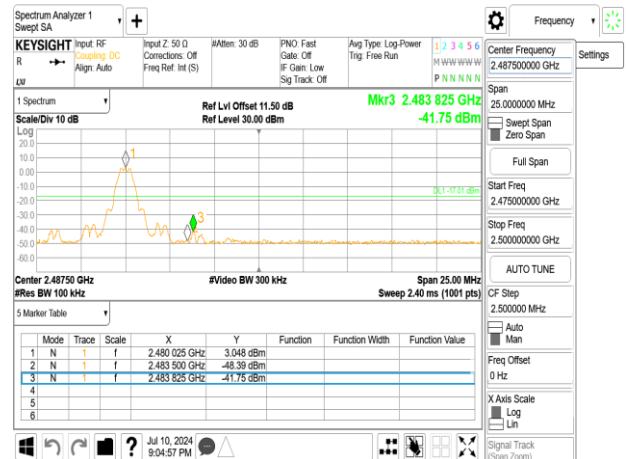 Spectrum Analyzer 1
Swept SA
Frequency
KEYSIGHT Input: RF Input Z: 50 Ω #Atten: 30 dB PNO: Fast Avg Type: Log-Power 1 2 3 4 5 6
R Coupling: DC Corrections: Off Gate: Off Trig: Free Run M W W W W W
Align: Auto Freq Ref: Int (S) IF Gain: Low P N N N N N
LXI Sig Track: Off
1 Spectrum Ref Lvl Offset 11.50 dB Mkr3 2.483 825 GHz
Scale/Div 10 dB Ref Level 30.00 dBm -41.75 dBm
Log
20.0
10.0
1
0.00
-10.0
DL1 -17.01 dBm
-20.0
-30.0
3
-40.0
-50.0
-60.0
Center 2.48750 GHz #Video BW 300 kHz Span 25.00 MHz
#Res BW 100 kHz Sweep 2.40 ms (1001 pts)
5 Marker Table
Mode Trace Scale X Y Function Function Width Function Value
1 N 1 f 2.480 025 GHz 3.048 dBm
2 N 1 f 2.483 500 GHz -48.39 dBm
3 N 1 f 2.483 825 GHz -41.75 dBm
4
5
6
Jul 10, 2024
9:04:57 PM
Center Frequency
2.487500000 GHz
Settings
Span
25.0000000 MHz
Swept Span
Zero Span
Full Span
Start Freq
2.475000000 GHz
Stop Freq
2.500000000 GHz
AUTO TUNE
CF Step
2.500000 MHz
Auto
Man
Freq Offset
0 Hz
X Axis Scale
Log
Lin
Signal Track
(Span Zoom)